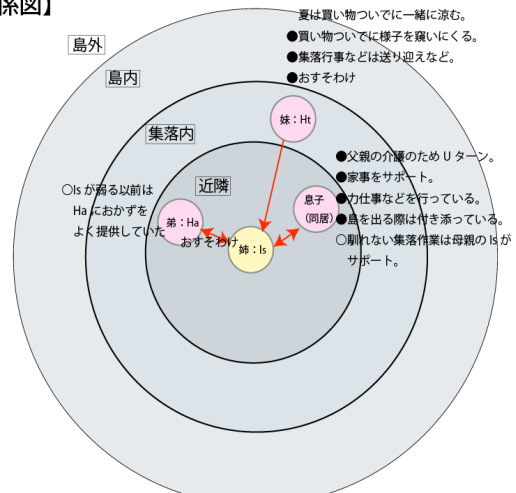 係図】
夏は買い物ついでに一緒に涼む。
●買い物ついでに様子を窺いにくる。
●集落行事などは送り迎えなど。
●おすそわけ
島外
島内
集落内
近隣
妹：Ht
●父親の介護のためUターン。
●家事をサポート。
●力仕事などを行っている。
●島を出る際は付き添っている。
○馴れない集落作業は母親のIsが
サポート。
○Isが弱る以前は
Haにおかずを
よく提供していた
息子
（同居）
弟：Ha
おすそわけ
姉：Is